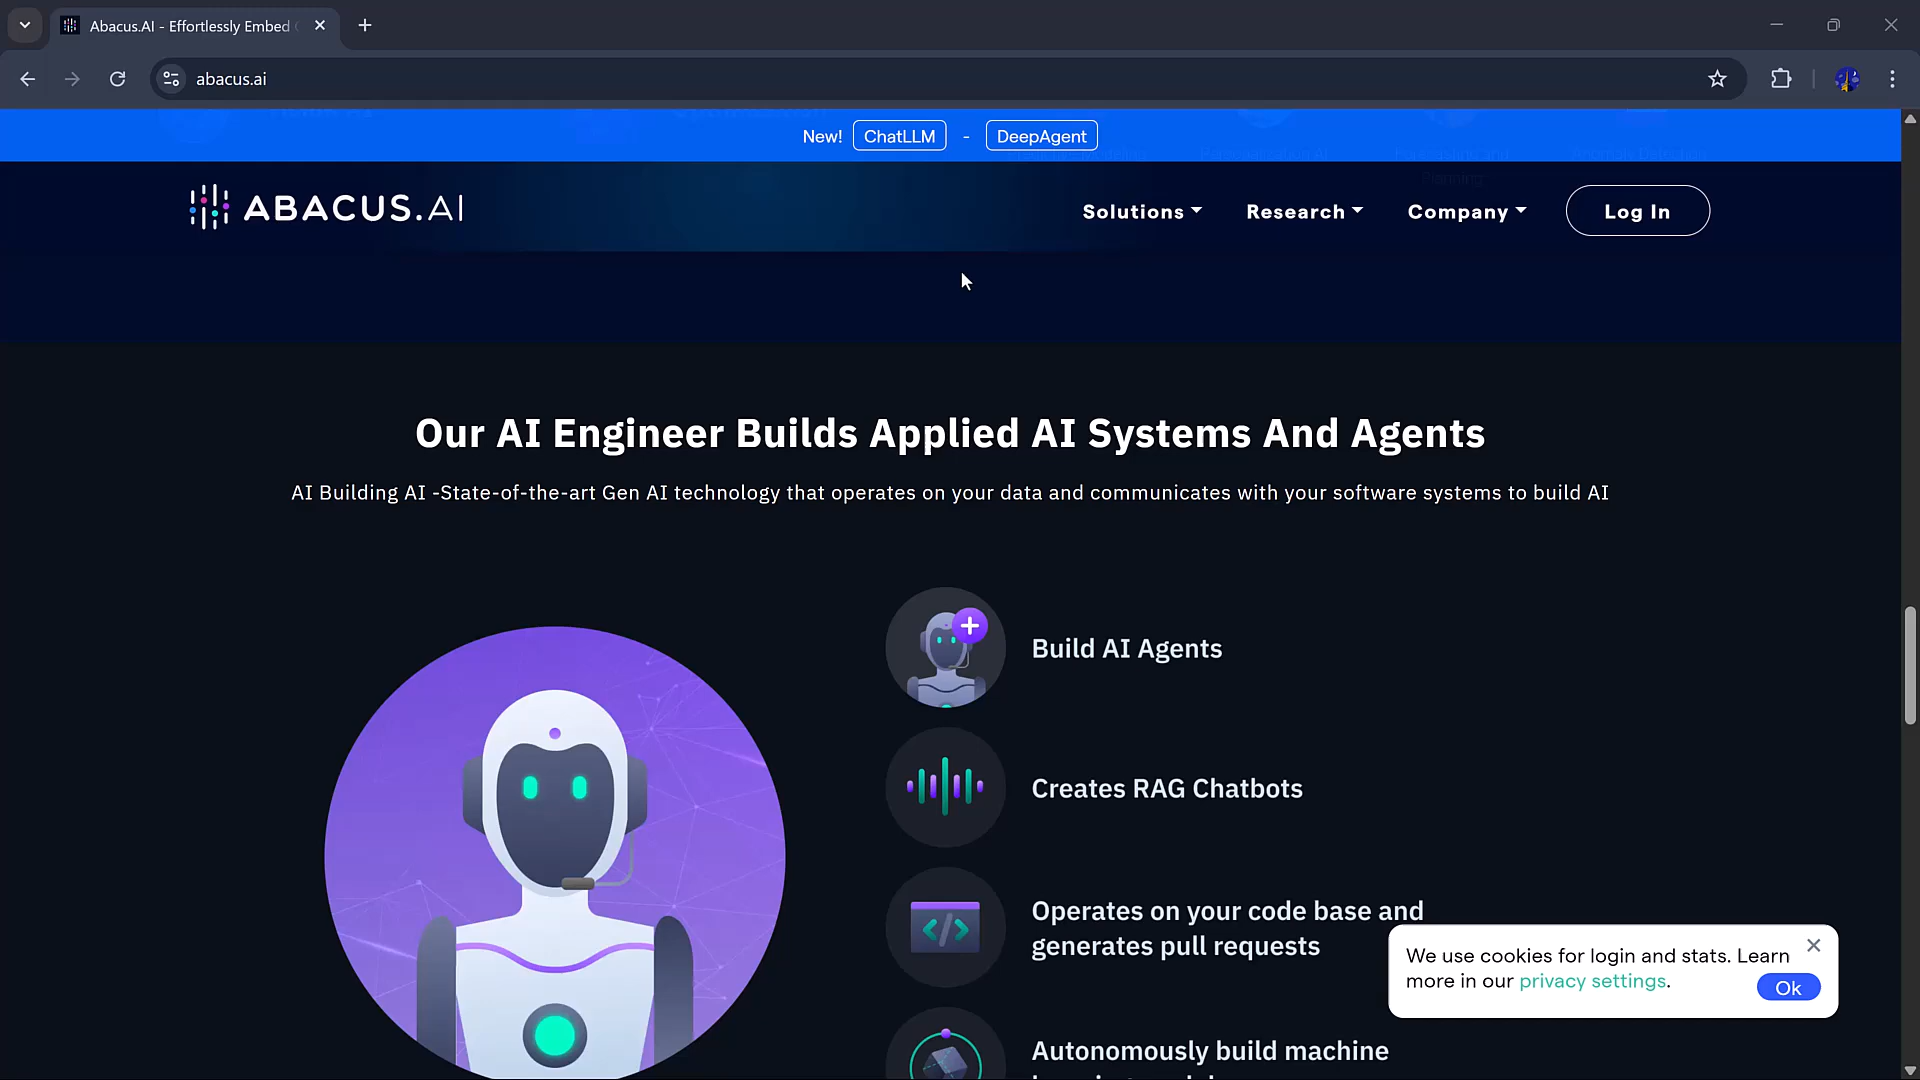 Abacus.AI - Effortlessly Embed
abacus.ai
New! ChatLLM - DeepAgent
ABACUS.AI
Solutions Research Company Log In
Our AI Engineer Builds Applied AI Systems And Agents
AI Building AI -State-of-the-art Gen AI technology that operates on your data and communicates with your software systems to build AI
Build AI Agents
Creates RAG Chatbots
Operates on your code base and
generates pull requests
Autonomously build machine
We use cookies for login and stats. Learn
more in our privacy settings.
Ok